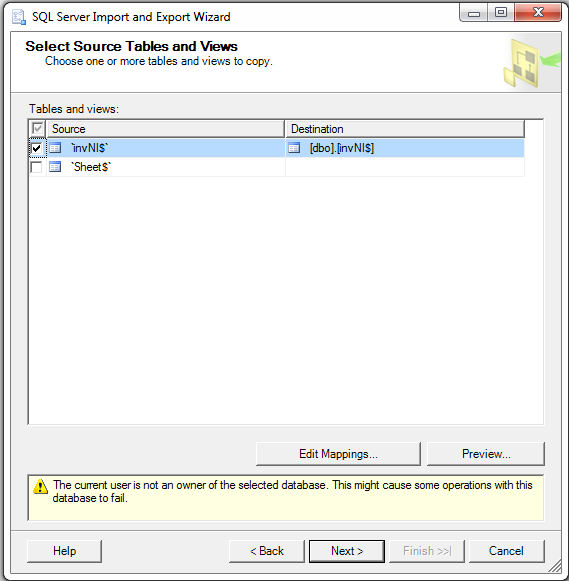 SQL Server Import and Export Wizard
Select Source Tables and Views
Choose one or more tables and views to copy.
Tables and views:
Source Destination
`invNI$` [dbo].[invNI$]
`Sheet$`
Edit Mappings... Preview...
The current user is not an owner of the selected database. This might cause some operations with this
database to fail.
Help < Back Next > Finish >>| Cancel